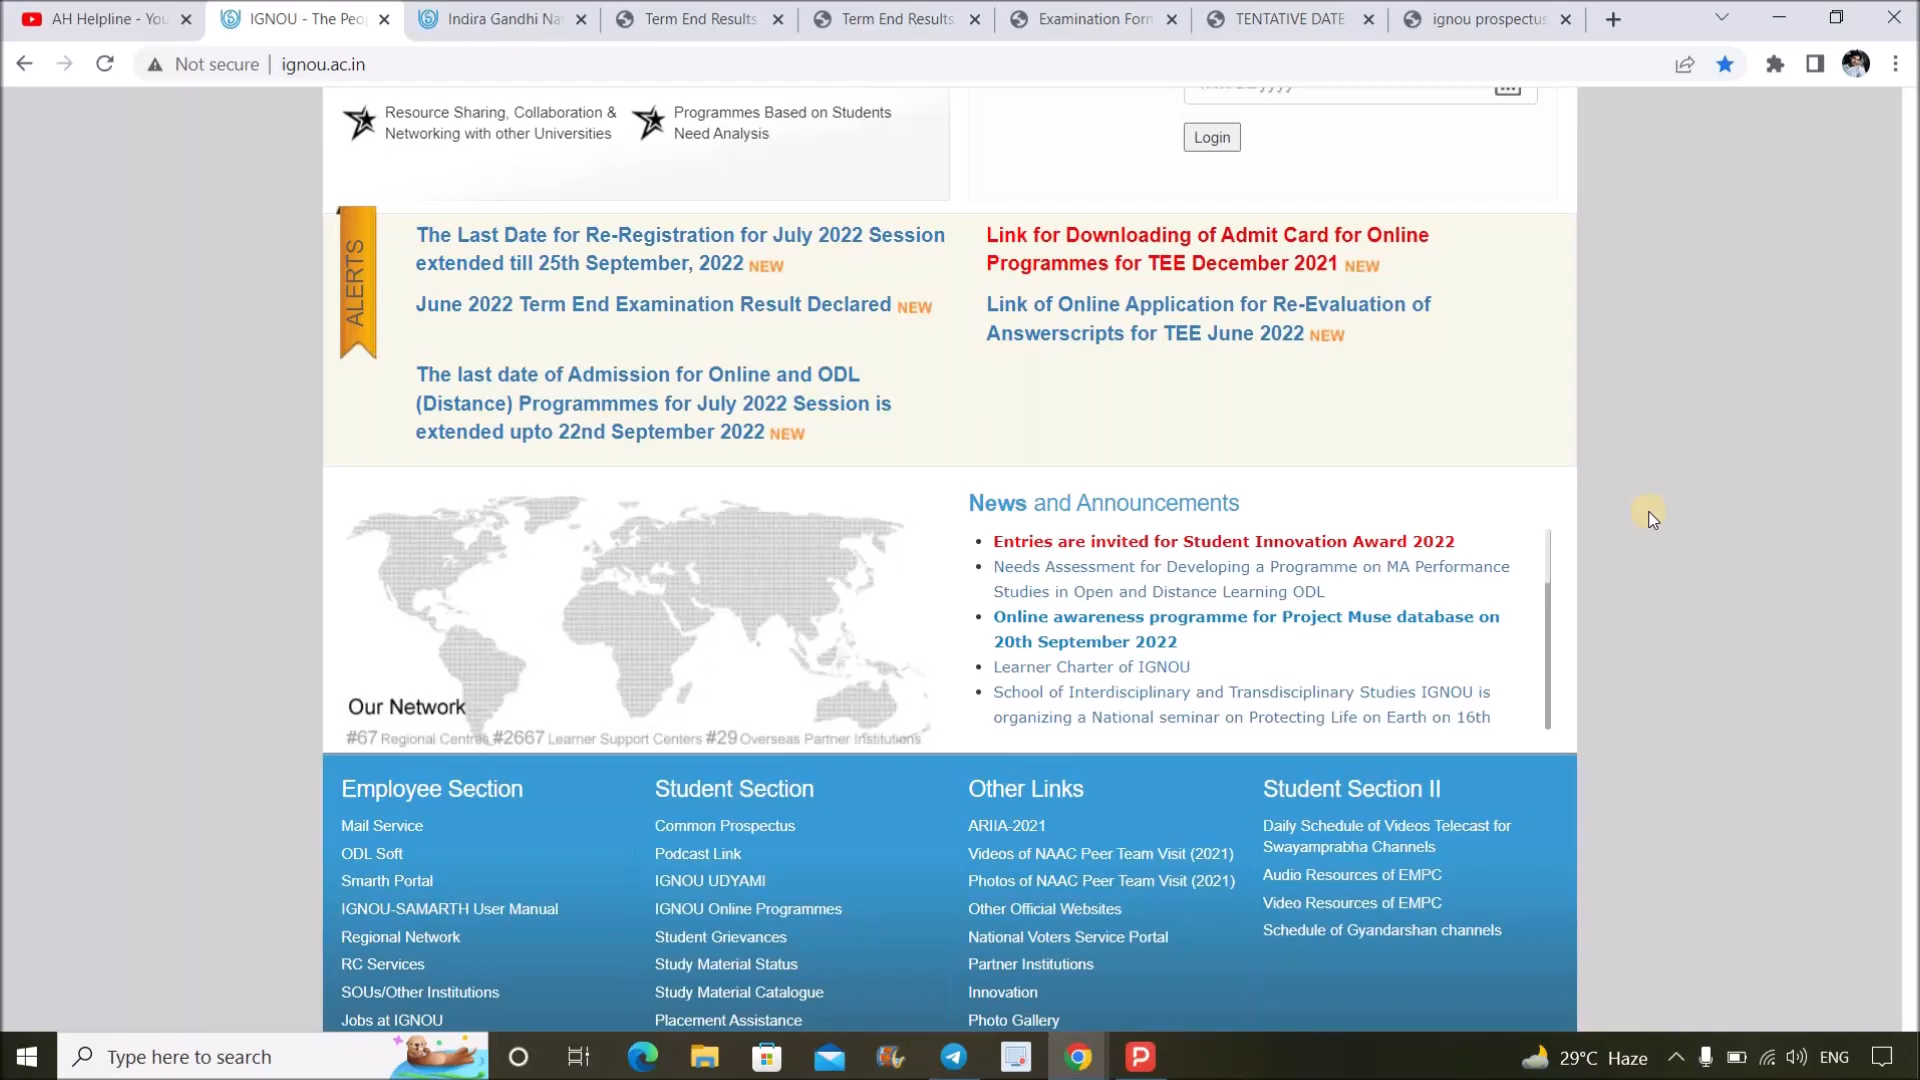 AH Helpline - You
IGNOU - The Peop
Indira Gandhi Na
Term End Results
Term End Results
Examination Form
TENTATIVE DATE
ignou prospectus
Not secure
ignou.ac.in
Resource Sharing, Collaboration &
Networking with other Universities
Programmes Based on Students
Need Analysis
Login
ALERTS
The Last Date for Re-Registration for July 2022 Session
extended till 25th September, 2022 NEW
Link for Downloading of Admit Card for Online
Programmes for TEE December 2021 NEW
June 2022 Term End Examination Result Declared NEW
Link of Online Application for Re-Evaluation of
Answerscripts for TEE June 2022 NEW
The last date of Admission for Online and ODL
(Distance) Programmmes for July 2022 Session is
extended upto 22nd September 2022 NEW
Our Network
#67 Regional Centres #2667 Learner Support Centers #29 Overseas Partner Institutions
News and Announcements
Entries are invited for Student Innovation Award 2022
Needs Assessment for Developing a Programme on MA Performance
Studies in Open and Distance Learning ODL
Online awareness programme for Project Muse database on
20th September 2022
Learner Charter of IGNOU
School of Interdisciplinary and Transdisciplinary Studies IGNOU is
organizing a National seminar on Protecting Life on Earth on 16th
Employee Section
Mail Service
ODL Soft
Smarth Portal
IGNOU-SAMARTH User Manual
Regional Network
RC Services
SOUs/Other Institutions
Jobs at IGNOU
Student Section
Common Prospectus
Podcast Link
IGNOU UDYAMI
IGNOU Online Programmes
Student Grievances
Study Material Status
Study Material Catalogue
Placement Assistance
Other Links
ARIIA-2021
Videos of NAAC Peer Team Visit (2021)
Photos of NAAC Peer Team Visit (2021)
Other Official Websites
National Voters Service Portal
Partner Institutions
Innovation
Photo Gallery
Student Section II
Daily Schedule of Videos Telecast for
Swayamprabha Channels
Audio Resources of EMPC
Video Resources of EMPC
Schedule of Gyandarshan channels
Type here to search
29°C Haze
ENG